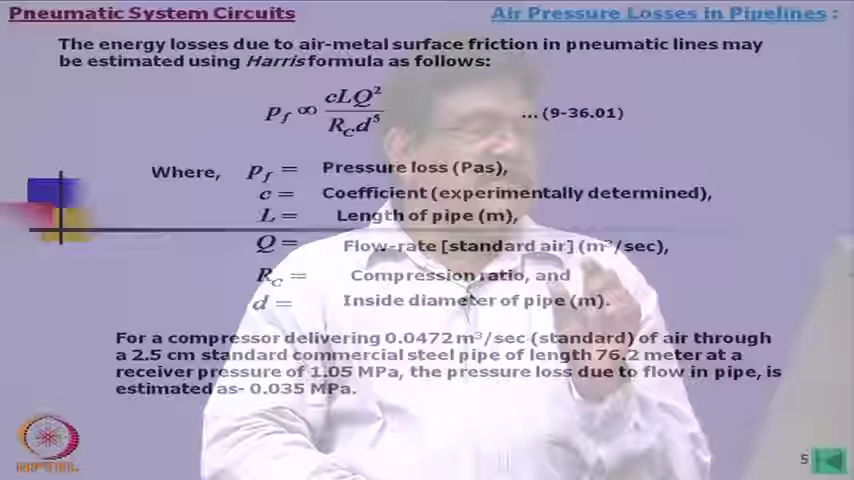 Pneumatic System Circuits
Air Pressure Losses in Pipelines :
The energy losses due to air-metal surface friction in pneumatic lines may
be estimated using Harris formula as follows:
p_f ∞ cLQ² / R_C d⁵ ... (9-36.01)
Where, p_f = Pressure loss (Pas),
c = Coefficient (experimentally determined),
L = Length of pipe (m),
Q = Flow-rate [standard air] (m³/sec),
R_C = Compression ratio, and
d = Inside diameter of pipe (m).
For a compressor delivering 0.0472 m³/sec (standard) of air through
a 2.5 cm standard commercial steel pipe of length 76.2 meter at a
receiver pressure of 1.05 MPa, the pressure loss due to flow in pipe, is
estimated as- 0.035 MPa.
NPTEL
5